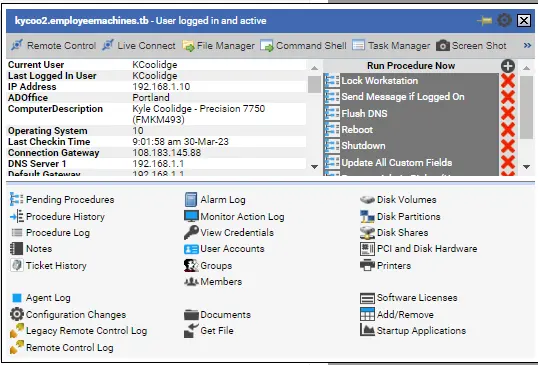 kycoo2.employeemachines.tb - User logged in and active
Remote Control Live Connect File Manager Command Shell Task Manager Screen Shot »
Current User KCoolidge
Last Logged In User KCoolidge
IP Address 192.168.1.10
ADOffice Portland
ComputerDescription Kyle Coolidge - Precision 7750
(FMKM493)
Operating System 10
Last Checkin Time 9:01:58 am 30-Mar-23
Connection Gateway 108.183.145.88
DNS Server 1 192.168.1.1
Default Gateway 192.168.1.1
Run Procedure Now
Lock Workstation
Send Message if Logged On
Flush DNS
Reboot
Shutdown
Update All Custom Fields
Pending Procedures
Procedure History
Procedure Log
Notes
Ticket History
Agent Log
Configuration Changes
Legacy Remote Control Log
Remote Control Log
Alarm Log
Monitor Action Log
View Credentials
User Accounts
Groups
Members
Documents
Get File
Disk Volumes
Disk Partitions
Disk Shares
PCI and Disk Hardware
Printers
Software Licenses
Add/Remove
Startup Applications